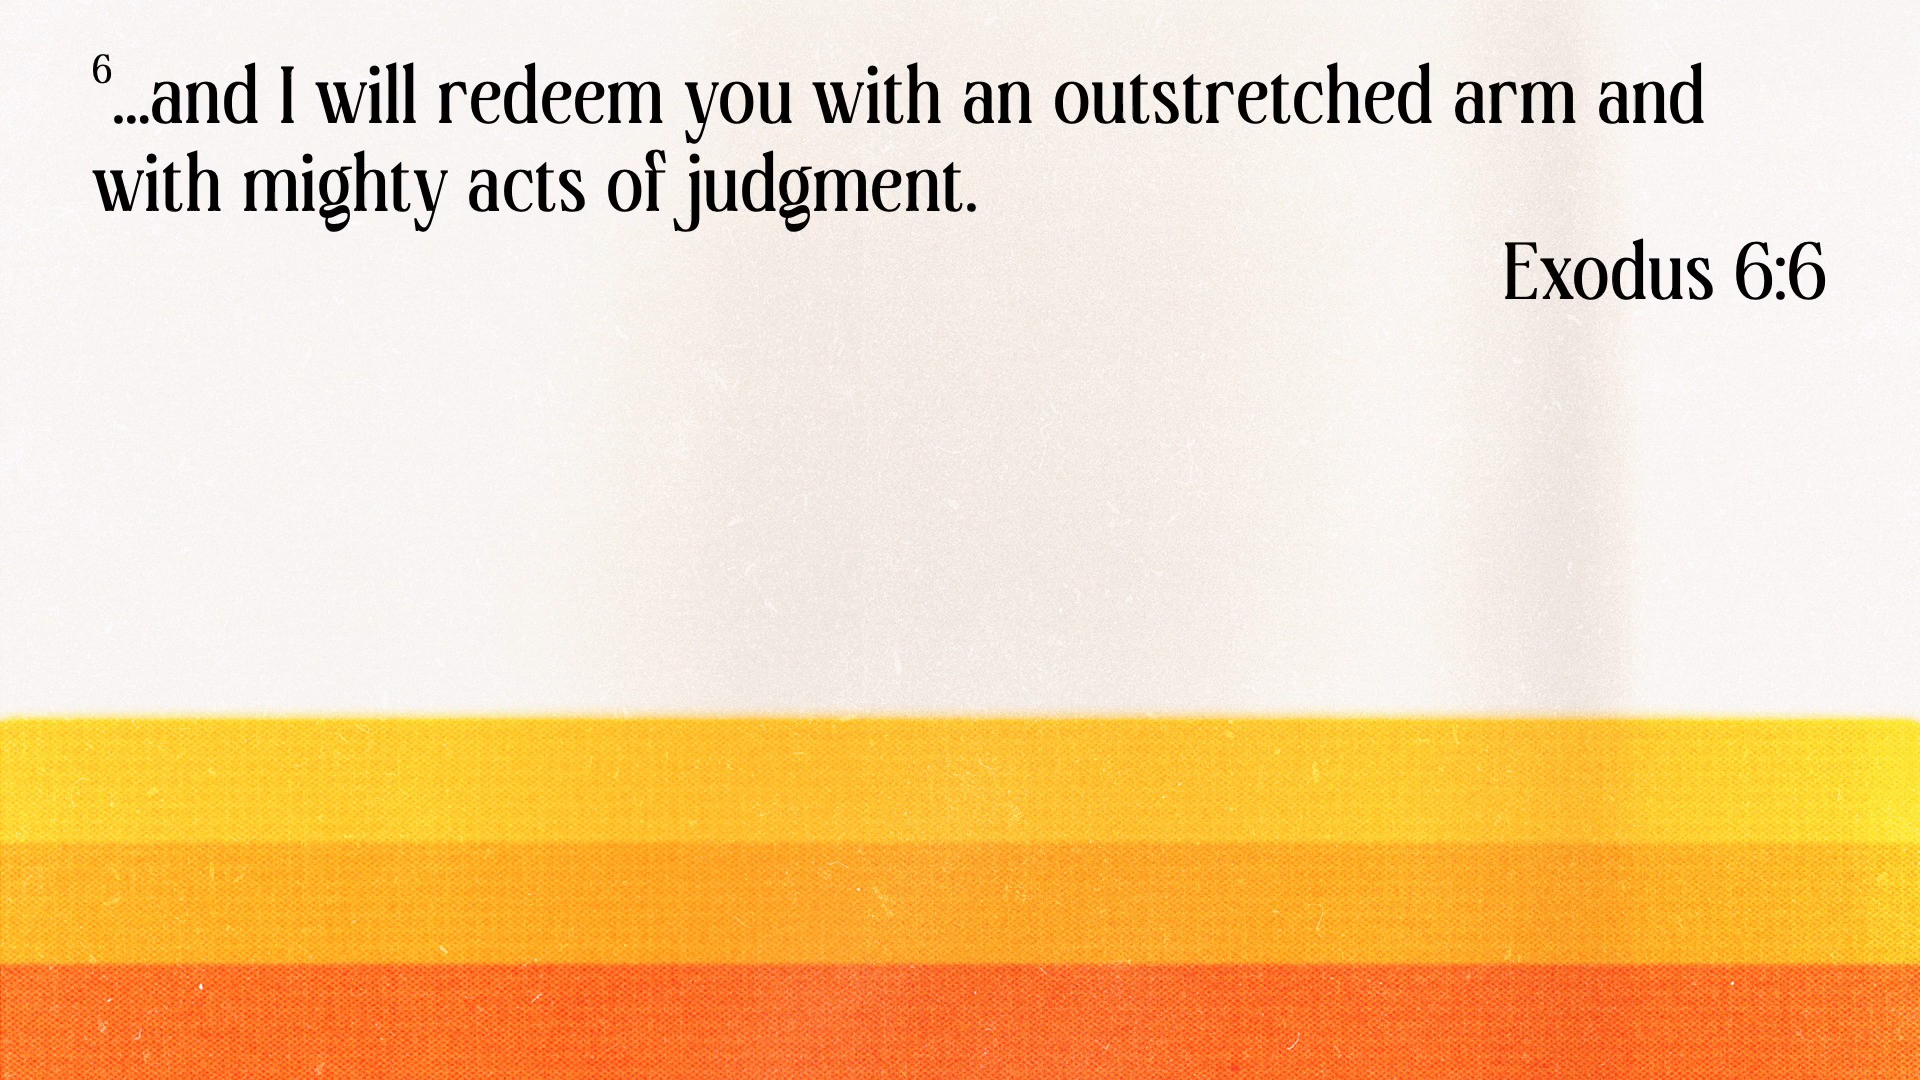 6...and I will redeem you with an outstretched arm and
with mighty acts of judgment.
Exodus 6:6